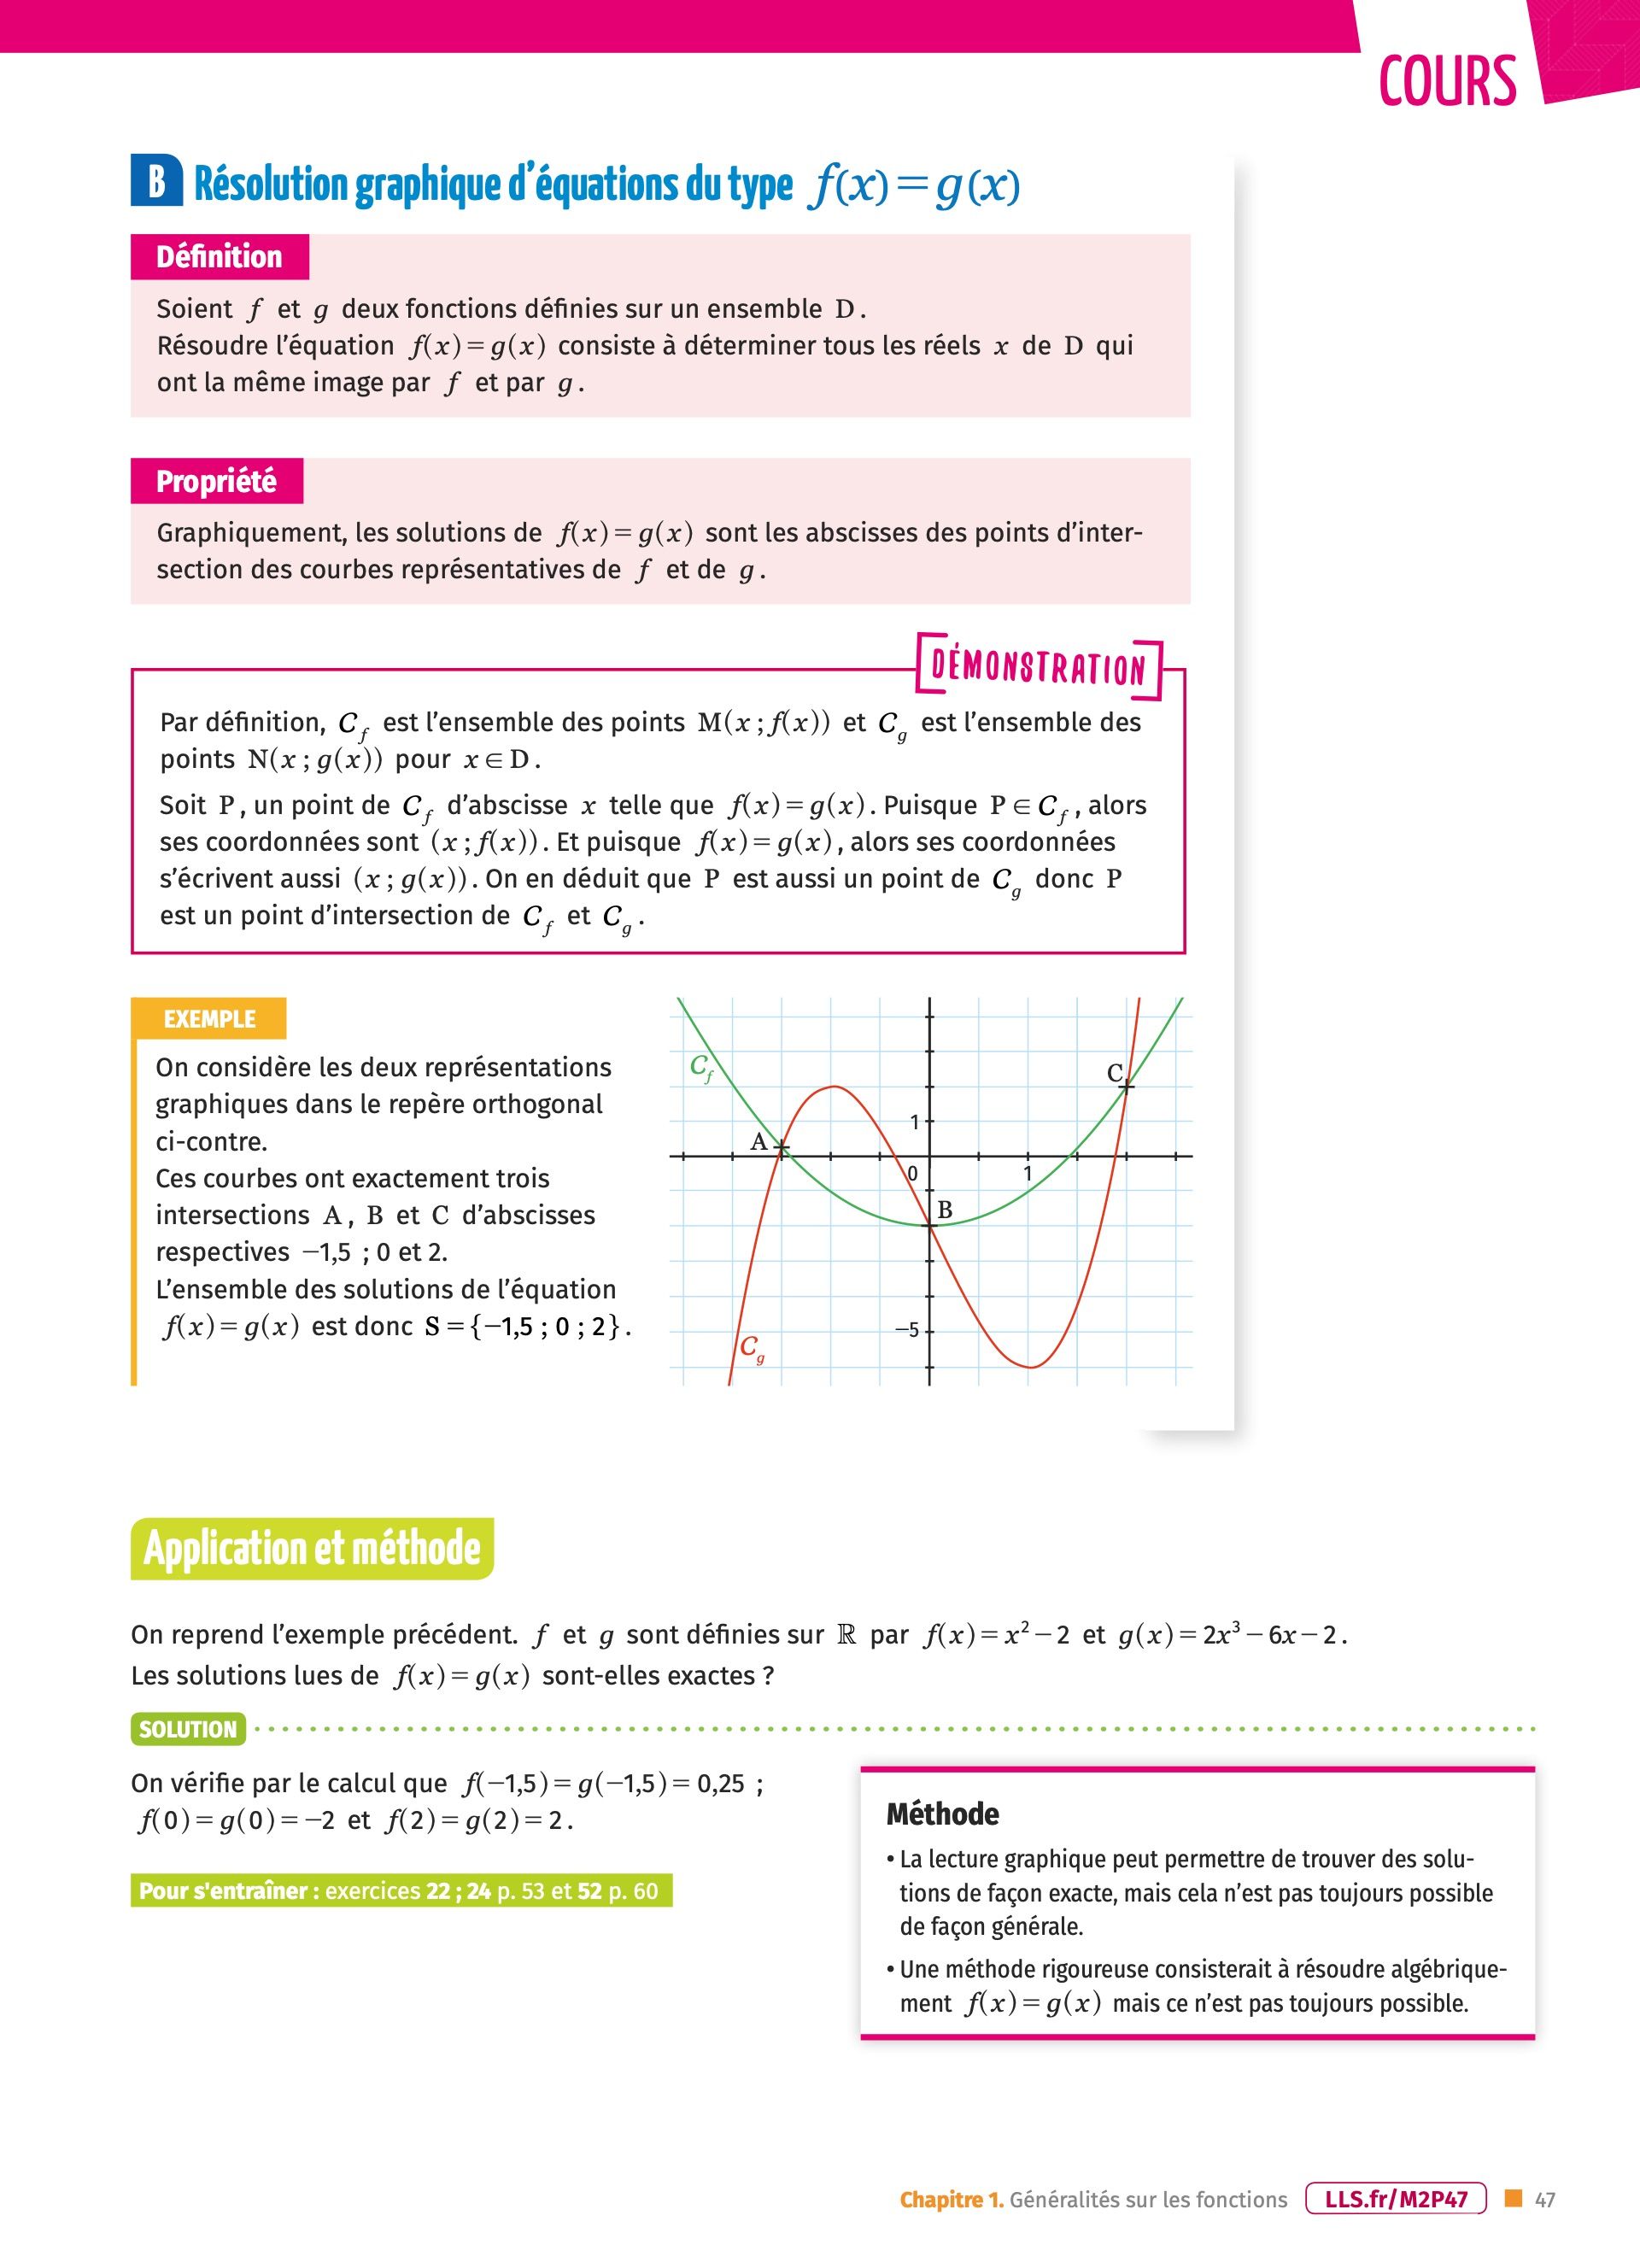 COURS
B Résolution graphique d'équations du type f(x)=g(x)
Définition
Soient f et g deux fonctions définies sur un ensemble D.
Résoudre l'équation f(x)=g(x) consiste à déterminer tous les réels x de D qui
ont la même image par f et par g.
Propriété
Graphiquement, les solutions de f(x)=g(x) sont les abscisses des points d'inter-
section des courbes représentatives de f et de g.
DÉMONSTRATION
Par définition, C_f est l'ensemble des points M(x ; f(x)) et C_g est l'ensemble des
points N(x ; g(x)) pour x ∈ D.
Soit P, un point de C_f d'abscisse x telle que f(x)=g(x). Puisque P ∈ C_f, alors
ses coordonnées sont (x ; f(x)). Et puisque f(x)=g(x), alors ses coordonnées
s'écrivent aussi (x ; g(x)). On en déduit que P est aussi un point de C_g donc P
est un point d'intersection de C_f et C_g.
EXEMPLE
On considère les deux représentations
graphiques dans le repère orthogonal
ci-contre.
Ces courbes ont exactement trois
intersections A, B et C d'abscisses
respectives −1,5 ; 0 et 2.
L'ensemble des solutions de l'équation
f(x)=g(x) est donc S={−1,5 ; 0 ; 2}.
C_f
C
1
A
0
1
B
−5
C_g
Application et méthode
On reprend l'exemple précédent. f et g sont définies sur ℝ par f(x)=x²−2 et g(x)=2x³−6x−2.
Les solutions lues de f(x)=g(x) sont-elles exactes ?
SOLUTION
On vérifie par le calcul que f(−1,5)=g(−1,5)=0,25 ;
f(0)=g(0)=−2 et f(2)=g(2)=2.
Pour s'entraîner : exercices 22 ; 24 p. 53 et 52 p. 60
Méthode
• La lecture graphique peut permettre de trouver des solu-
tions de façon exacte, mais cela n'est pas toujours possible
de façon générale.
• Une méthode rigoureuse consisterait à résoudre algébrique-
ment f(x)=g(x) mais ce n'est pas toujours possible.
Chapitre 1. Généralités sur les fonctions LLS.fr/M2P47 47